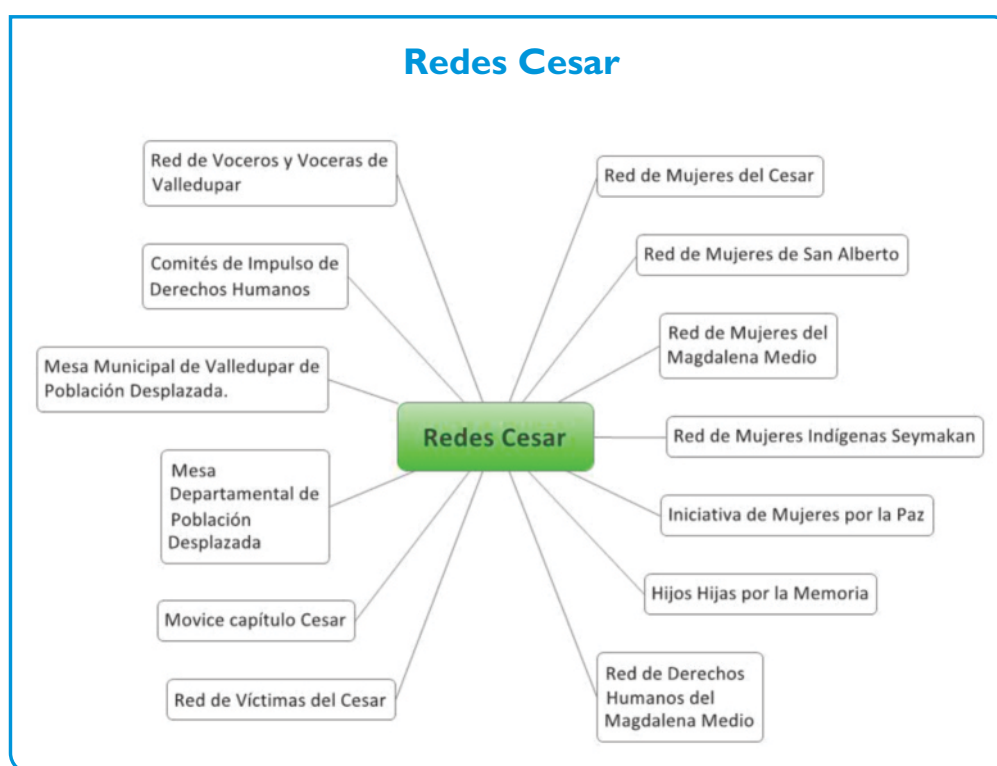 Redes Cesar
Red de Voceros y Voceras de
Valledupar
Comités de Impulso de
Derechos Humanos
Mesa Municipal de Valledupar de
Población Desplazada.
Mesa
Departamental de
Población
Desplazada
Movice capítulo Cesar
Red de Víctimas del Cesar
Redes Cesar
Red de Mujeres del Cesar
Red de Mujeres de San Alberto
Red de Mujeres del
Magdalena Medio
Red de Mujeres Indígenas Seymakan
Iniciativa de Mujeres por la Paz
Hijos Hijas por la Memoria
Red de Derechos
Humanos del
Magdalena Medio